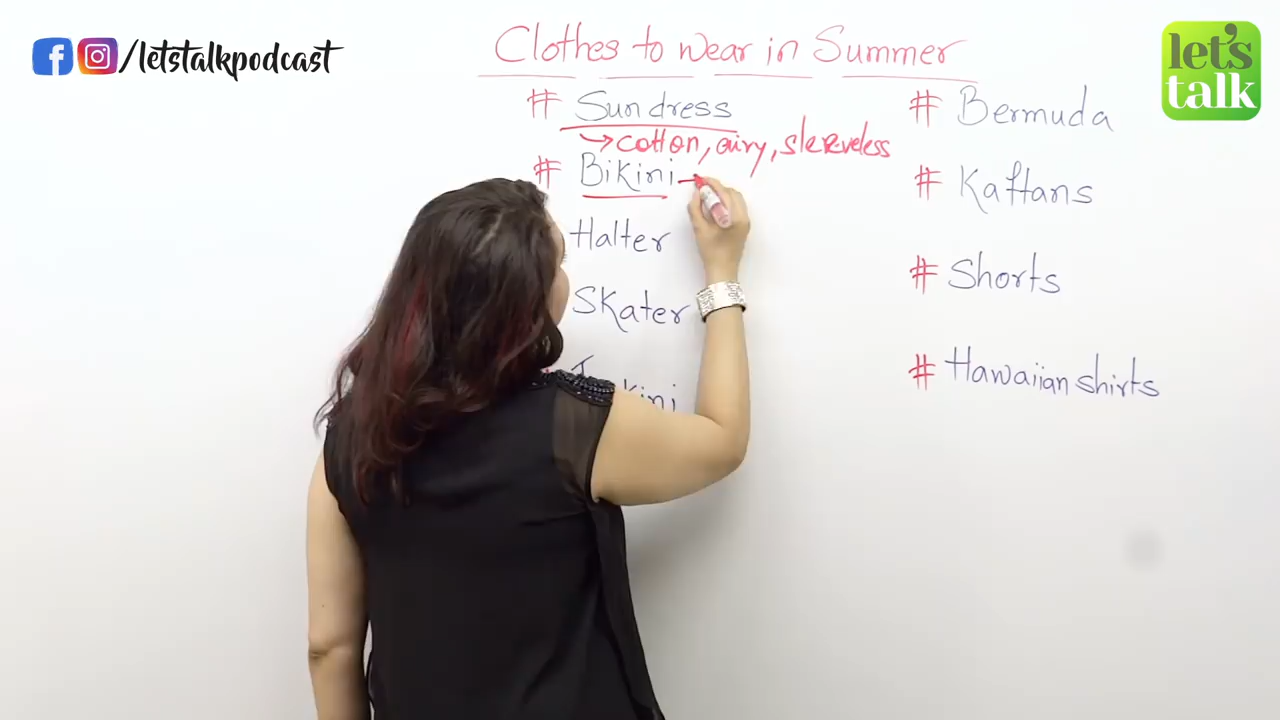 /letstalkpodcast
let's
talk
Clothes to wear in Summer
# Sundress
→ cotton, airy, sleeveless
# Bikini
Halter
Skater
# Bermuda
# Kaftans
# Shorts
# Hawaiian shirts